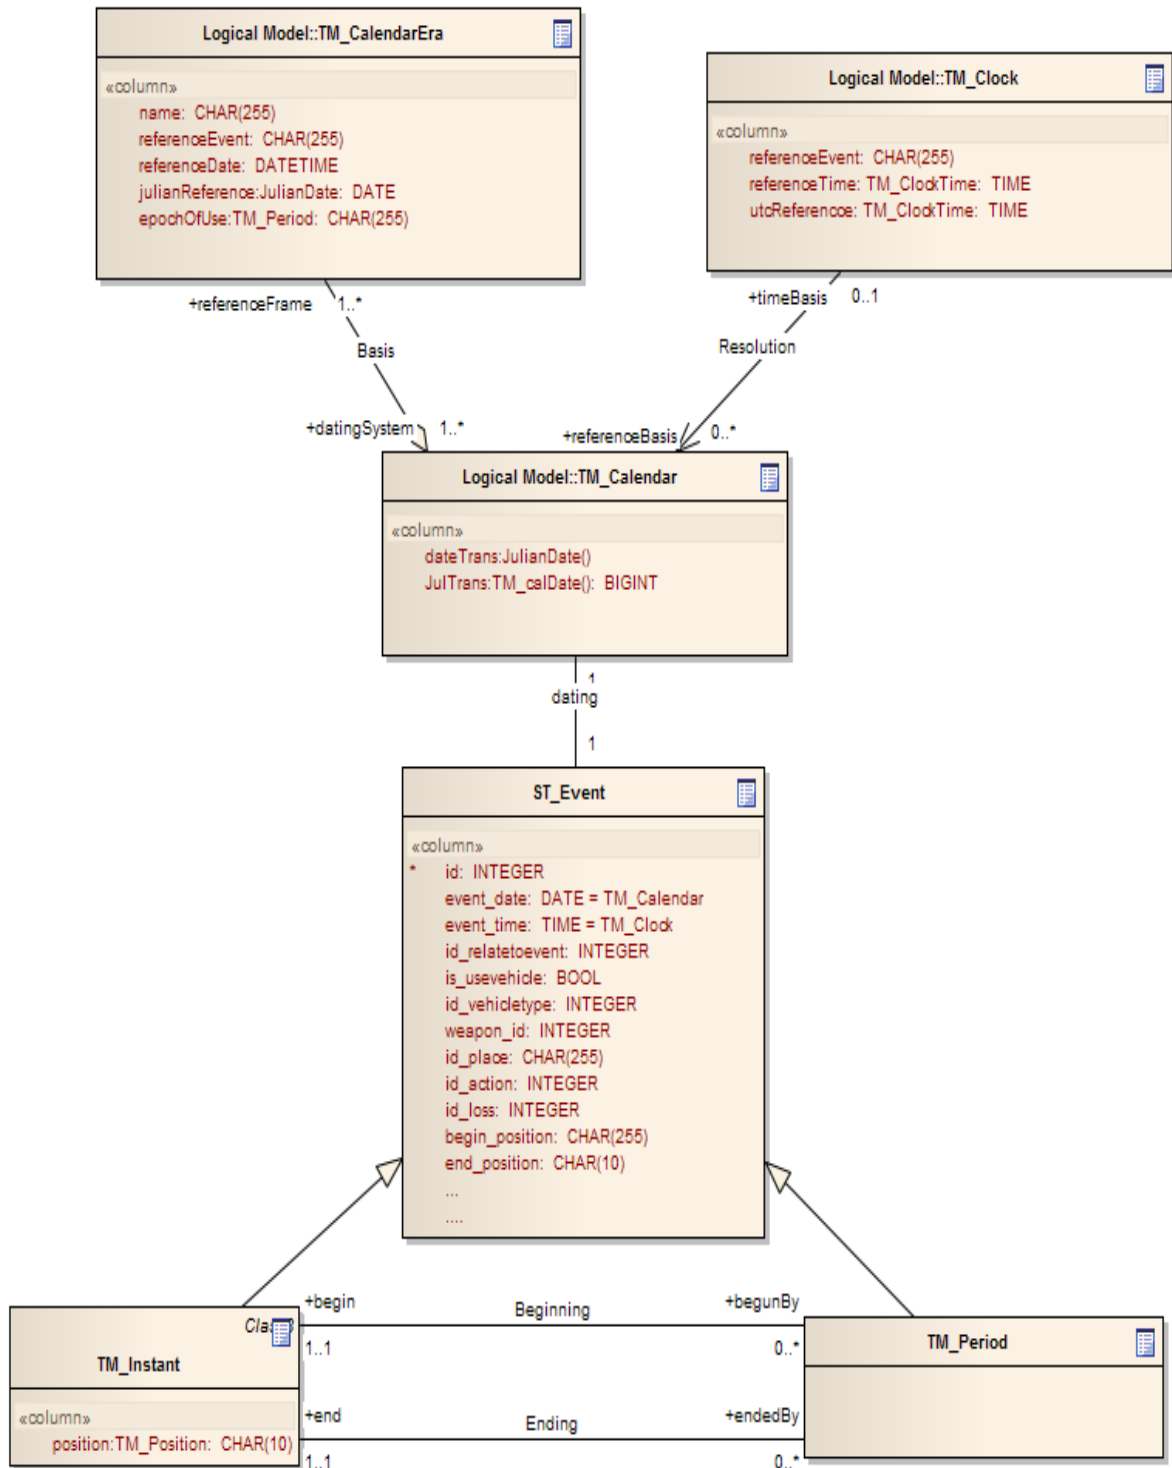 Logical Model::TM_CalendarEra
«column»
name: CHAR(255)
referenceEvent: CHAR(255)
referenceDate: DATETIME
julianReference:JulianDate: DATE
epochOfUse:TM_Period: CHAR(255)
Logical Model::TM_Clock
«column»
referenceEvent: CHAR(255)
referenceTime: TM_ClockTime: TIME
utcReferencce: TM_ClockTime: TIME
+referenceFrame 1..*
Basis
+datingSystem 1..*
+timeBasis 0..1
Resolution
+referenceBasis 0..*
Logical Model::TM_Calendar
«column»
dateTrans:JulianDate()
JulTrans:TM_calDate(): BIGINT
1
dating
1
ST_Event
«column»
* id: INTEGER
event_date: DATE = TM_Calendar
event_time: TIME = TM_Clock
id_relatetoevent: INTEGER
is_usevehicle: BOOL
id_vehicletype: INTEGER
weapon_id: INTEGER
id_place: CHAR(255)
id_action: INTEGER
id_loss: INTEGER
begin_position: CHAR(255)
end_position: CHAR(10)
...
....
TM_Instant
«column»
position:TM_Position: CHAR(10)
+begin Beginning +begunBy
1..1 0..*
+end Ending +endedBy
1..1 0..*
TM_Period